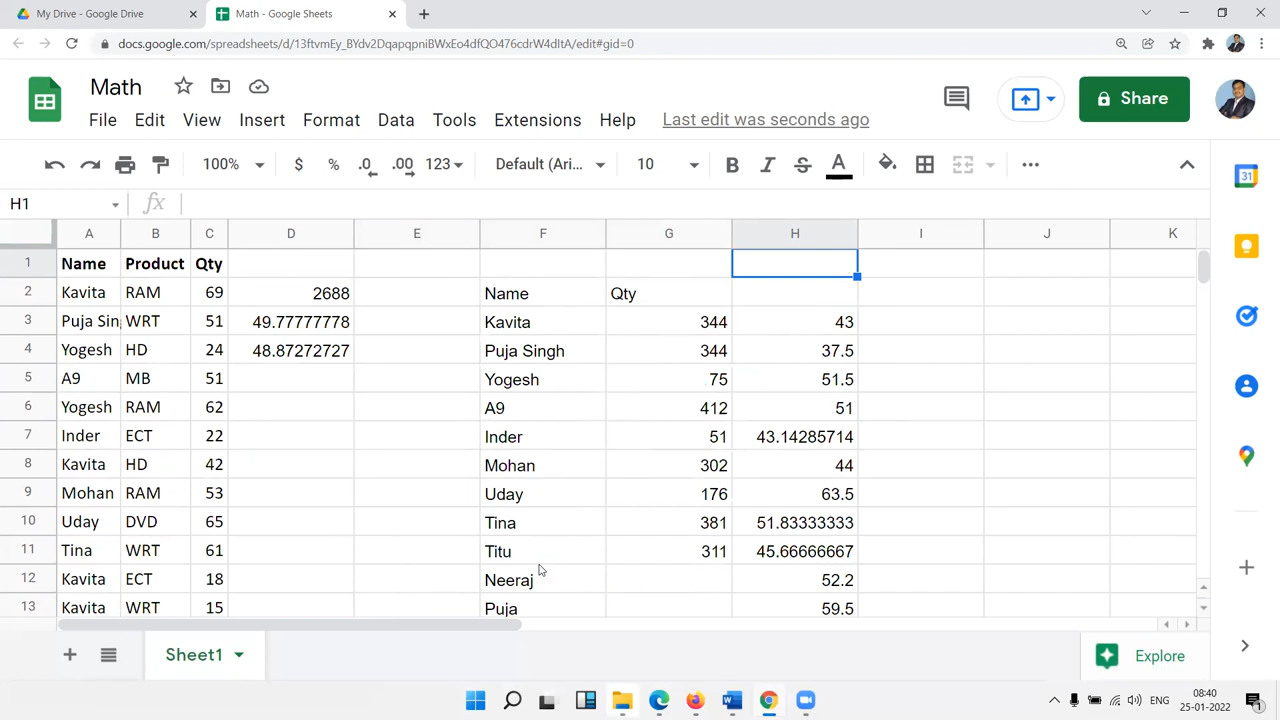 My Drive - Google Drive
Math - Google Sheets
docs.google.com/spreadsheets/d/13ftvmEy_BYdv2DqapqpniBWxEo4dfQO476cdrW4dItA/edit#gid=0
Math
File Edit View Insert Format Data Tools Extensions Help Last edit was seconds ago
Share
100% $ % .0 .00 123 Default (Ari... 10 B I S A
31
H1 fx
A B C D E F G H I J K
1 Name Product Qty
2 Kavita RAM 69 2688 Name Qty
3 Puja Sin WRT 51 49.77777778 Kavita 344 43
4 Yogesh HD 24 48.87272727 Puja Singh 344 37.5
5 A9 MB 51 Yogesh 75 51.5
6 Yogesh RAM 62 A9 412 51
7 Inder ECT 22 Inder 51 43.14285714
8 Kavita HD 42 Mohan 302 44
9 Mohan RAM 53 Uday 176 63.5
10 Uday DVD 65 Tina 381 51.83333333
11 Tina WRT 61 Titu 311 45.66666667
12 Kavita ECT 18 Neeraj 52.2
13 Kavita WRT 15 Puja 59.5
Sheet1
Explore
ENG
08:40
25-01-2022
1